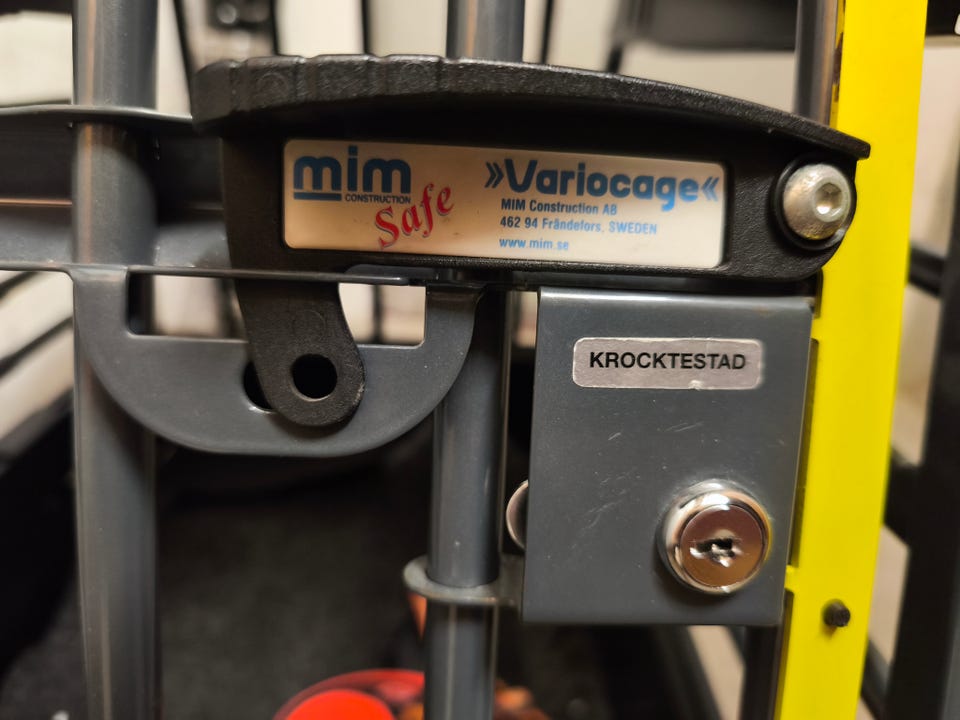 mim
CONSTRUCTION
Safe
»Variocage«
MIM Construction AB
462 94 Frändefors, SWEDEN
www.mim.se
KROCKTESTAD